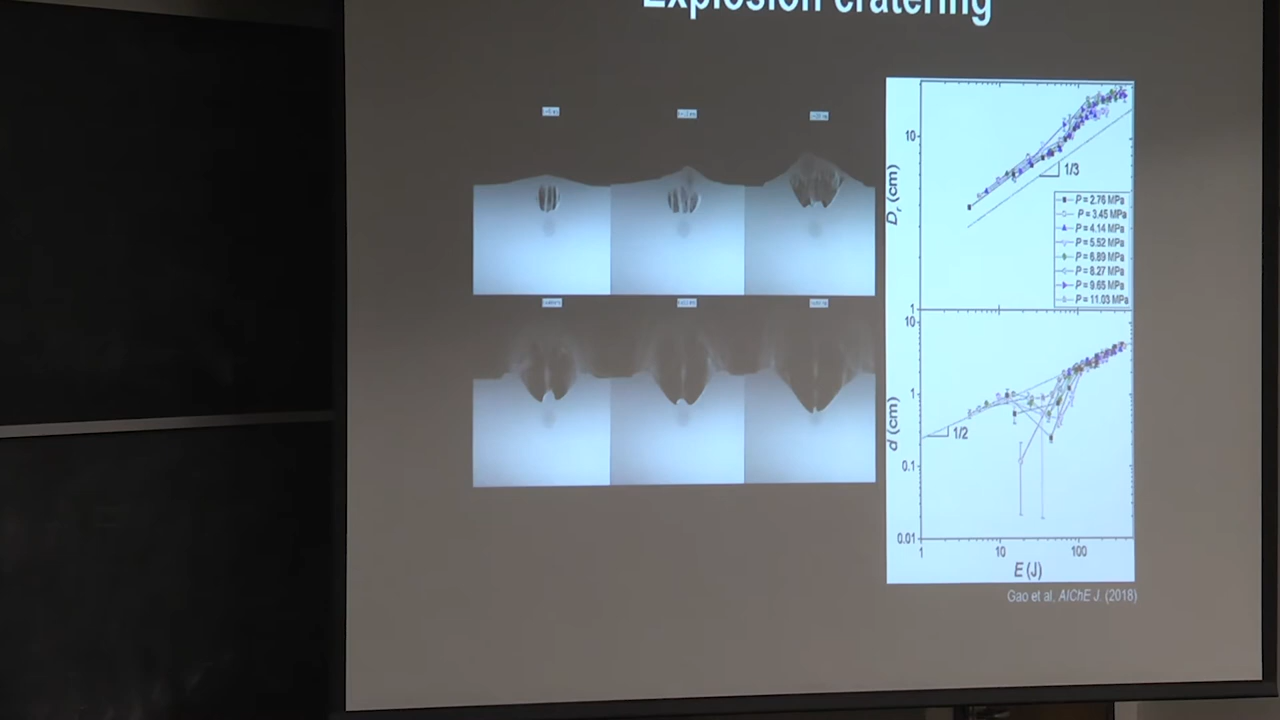 Explosion cratering
10
D_r (cm)
1/3
P = 2.76 MPa
P = 3.45 MPa
P = 4.14 MPa
P = 5.52 MPa
P = 6.89 MPa
P = 8.27 MPa
P = 9.65 MPa
P = 11.03 MPa
1
10
1
d (cm)
1/2
0.1
0.01
1
10
100
E (J)
Gao et al, AIChE J. (2018)